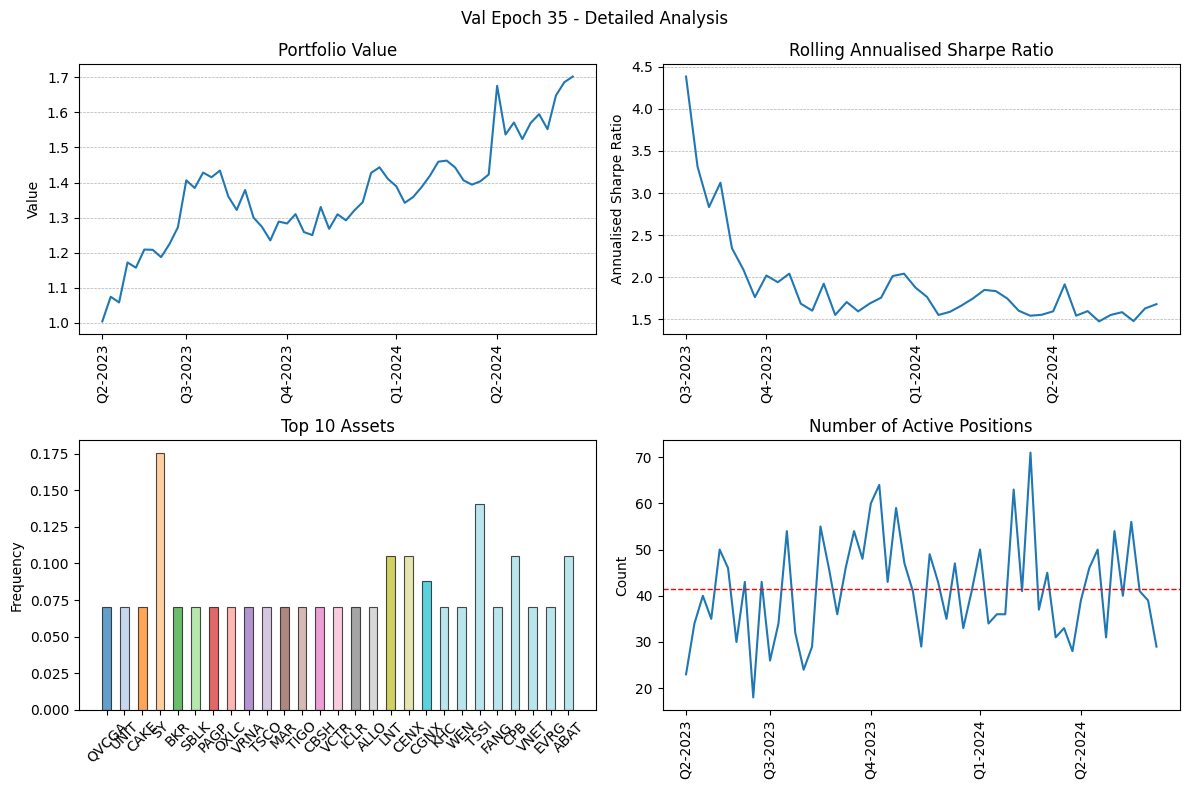 Val Epoch 35 - Detailed Analysis
Portfolio Value
Value
1.7
1.6
1.5
1.4
1.3
1.2
1.1
1.0
Q2-2023
Q3-2023
Q4-2023
Q1-2024
Q2-2024
Rolling Annualised Sharpe Ratio
Annualised Sharpe Ratio
4.5
4.0
3.5
3.0
2.5
2.0
1.5
Q3-2023
Q4-2023
Q1-2024
Q2-2024
Top 10 Assets
Frequency
0.175
0.150
0.125
0.100
0.075
0.050
0.025
0.000
QVCGA
UNIT
CAKE
SY
BKR
SBLK
PAGP
OXLC
VRNA
TSCO
MAR
TIGO
CBSH
VCTR
ICLR
ALLO
LNT
CENX
CGNX
KHC
WEN
TSSI
FANG
CPB
VNET
EVRG
ABAT
Number of Active Positions
Count
70
60
50
40
30
20
Q2-2023
Q3-2023
Q4-2023
Q1-2024
Q2-2024